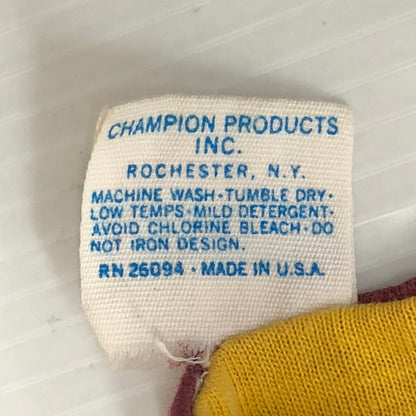 CHAMPION PRODUCTS
INC.
ROCHESTER, N.Y.
MACHINE WASH•TUMBLE DRY•
LOW TEMPS•MILD DETERGENT•
AVOID CHLORINE BLEACH•DO
NOT IRON DESIGN.
RN 26094 • MADE IN U.S.A.